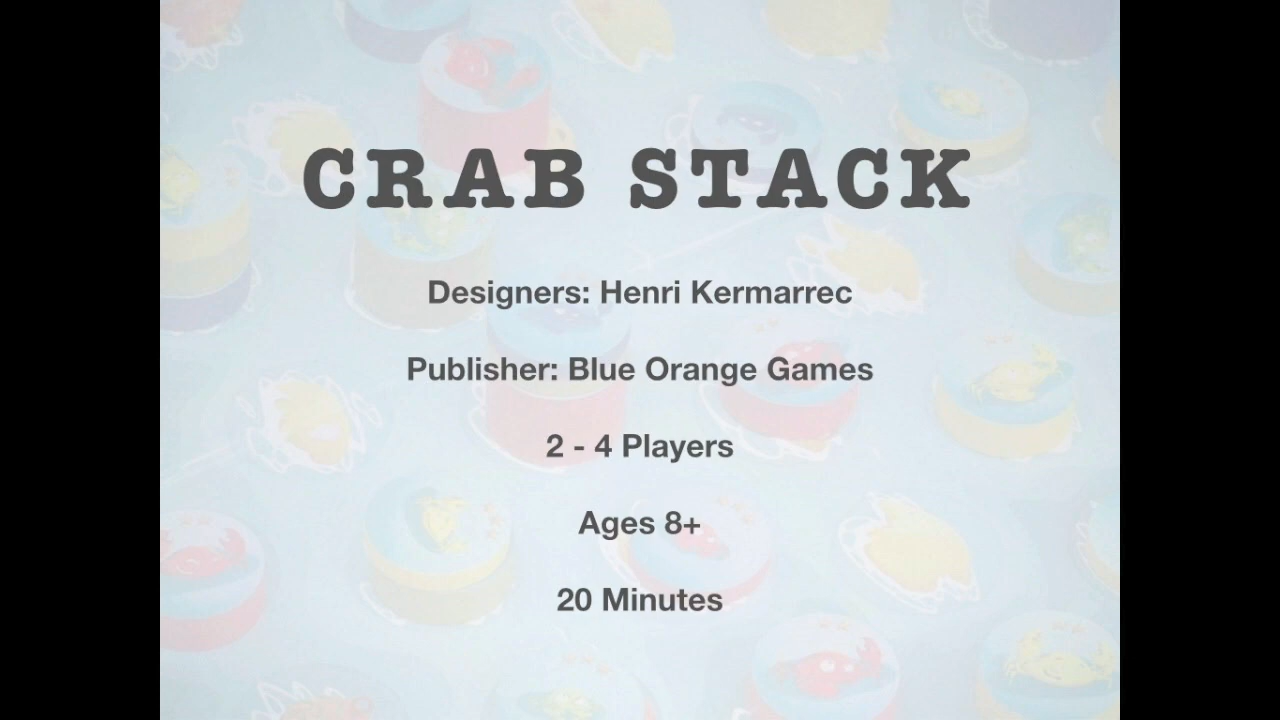 CRAB STACK
Designers: Henri Kermarrec
Publisher: Blue Orange Games
2 - 4 Players
Ages 8+
20 Minutes